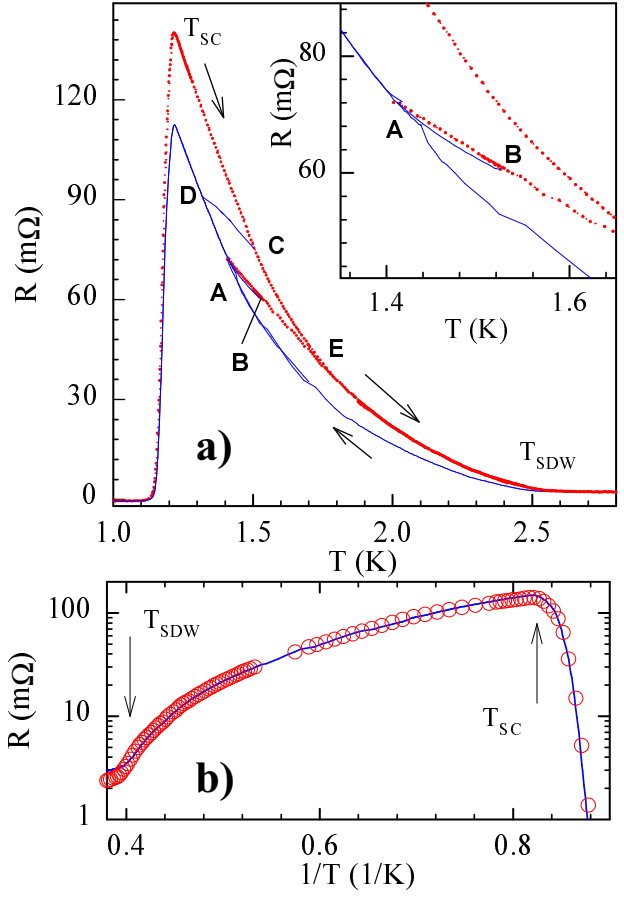 T_SC
120
90
60
30
0
R (mΩ)
D
C
A
B
E
T_SDW
a)
1.0
1.5
2.0
2.5
T (K)
80
60
R (mΩ)
A
B
1.4
1.6
T (K)
100
10
1
R (mΩ)
T_SDW
T_SC
b)
0.4
0.6
0.8
1/T (1/K)